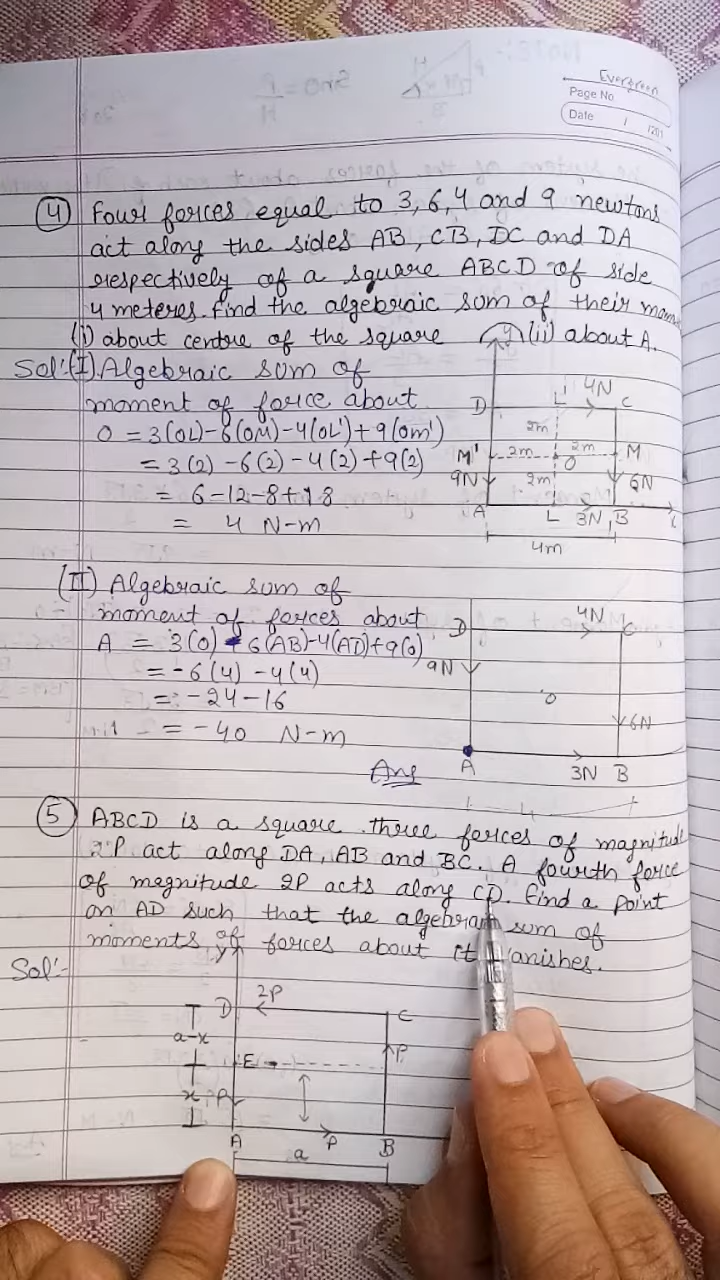 Evergreen
Page No
Date / /201
(4) Four forces equal to 3, 6, 4 and 9 newtons
act along the sides AB, CB, DC and DA
respectively of a square ABCD of side
4 meteres. find the algebraic sum of their mom
(i) about centre of the square (ii) about A.
Sol':(I) Algebraic sum of
moment of force about
O = 3(OL)-6(OM)-4(OL')+9(OM')
= 3(2) -6(2) -4(2) +9(2)
= 6-12-8+18
= 4 N-m
y
D L' 4N C
2m
M' 2m O 2m M
9N 2m 6N
A L 3N B
4m
(II) Algebraic sum of
moment of forces about
A = 3(0) - 6(AB)-4(AD)+9(0)
= -6(4) -4(4)
= -24-16
= -40 N-m
Ans
D 4N C
9N
O
6N
A 3N B
4
(5) ABCD is a square three forces of magnitude
P act along DA, AB and BC. A fourth force
of magnitude 2P acts along CD. find a point
on AD such that the algebraic sum of
moments of forces about it vanishes.
Sol':-
y
D 2P C
a-x
E P
x P
A P B
a